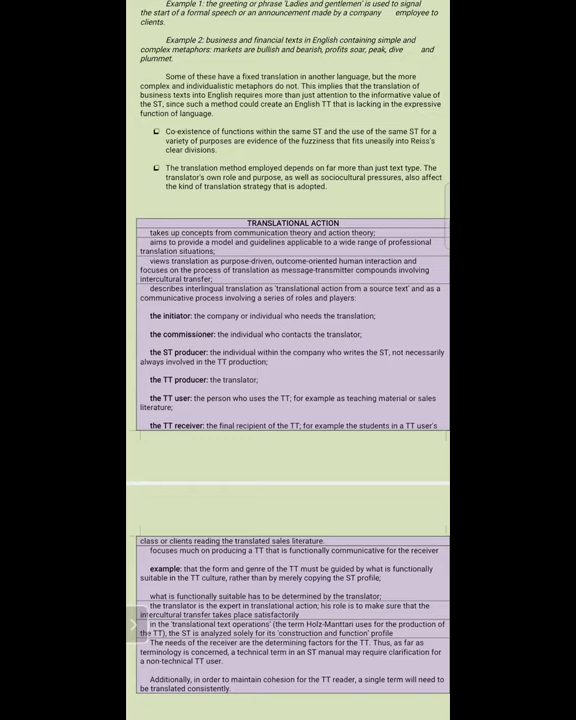 Example 1: the greeting or phrase 'Ladies and gentlemen' is used to signal
the start of a formal speech or an announcement made by a company employee to
clients.
Example 2: business and financial texts in English containing simple and
complex metaphors: markets are bullish and bearish, profits soar, peak, dive and
plummet.
Some of these have a fixed translation in another language, but the more
complex and individualistic metaphors do not. This implies that the translation of
business texts into English requires more than just attention to the informative value of
the ST, since such a method could create an English TT that is lacking in the expressive
function of language.
Co-existence of functions within the same ST and the use of the same ST for a
variety of purposes are evidence of the fuzziness that fits uneasily into Reiss's
clear divisions.
The translation method employed depends on far more than just text type. The
translator's own role and purpose, as well as sociocultural pressures, also affect
the kind of translation strategy that is adopted.
TRANSLATIONAL ACTION
takes up concepts from communication theory and action theory;
aims to provide a model and guidelines applicable to a wide range of professional
translation situations;
views translation as purpose-driven, outcome-oriented human interaction and
focuses on the process of translation as message-transmitter compounds involving
intercultural transfer;
describes interlingual translation as 'translational action from a source text' and as a
communicative process involving a series of roles and players:
the initiator: the company or individual who needs the translation;
the commissioner: the individual who contacts the translator;
the ST producer: the individual within the company who writes the ST, not necessarily
always involved in the TT production;
the TT producer: the translator;
the TT user: the person who uses the TT; for example as teaching material or sales
literature;
the TT receiver: the final recipient of the TT; for example the students in a TT user's
class or clients reading the translated sales literature.
focuses much on producing a TT that is functionally communicative for the receiver
example: that the form and genre of the TT must be guided by what is functionally
suitable in the TT culture, rather than by merely copying the ST profile;
what is functionally suitable has to be determined by the translator;
the translator is the expert in translational action; his role is to make sure that the
intercultural transfer takes place satisfactorily
in the 'translational text operations' (the term Holz-Manttari uses for the production of
the TT), the ST is analyzed solely for its 'construction and function' profile
The needs of the receiver are the determining factors for the TT. Thus, as far as
terminology is concerned, a technical term in an ST manual may require clarification for
a non-technical TT user.
Additionally, in order to maintain cohesion for the TT reader, a single term will need to
be translated consistently.